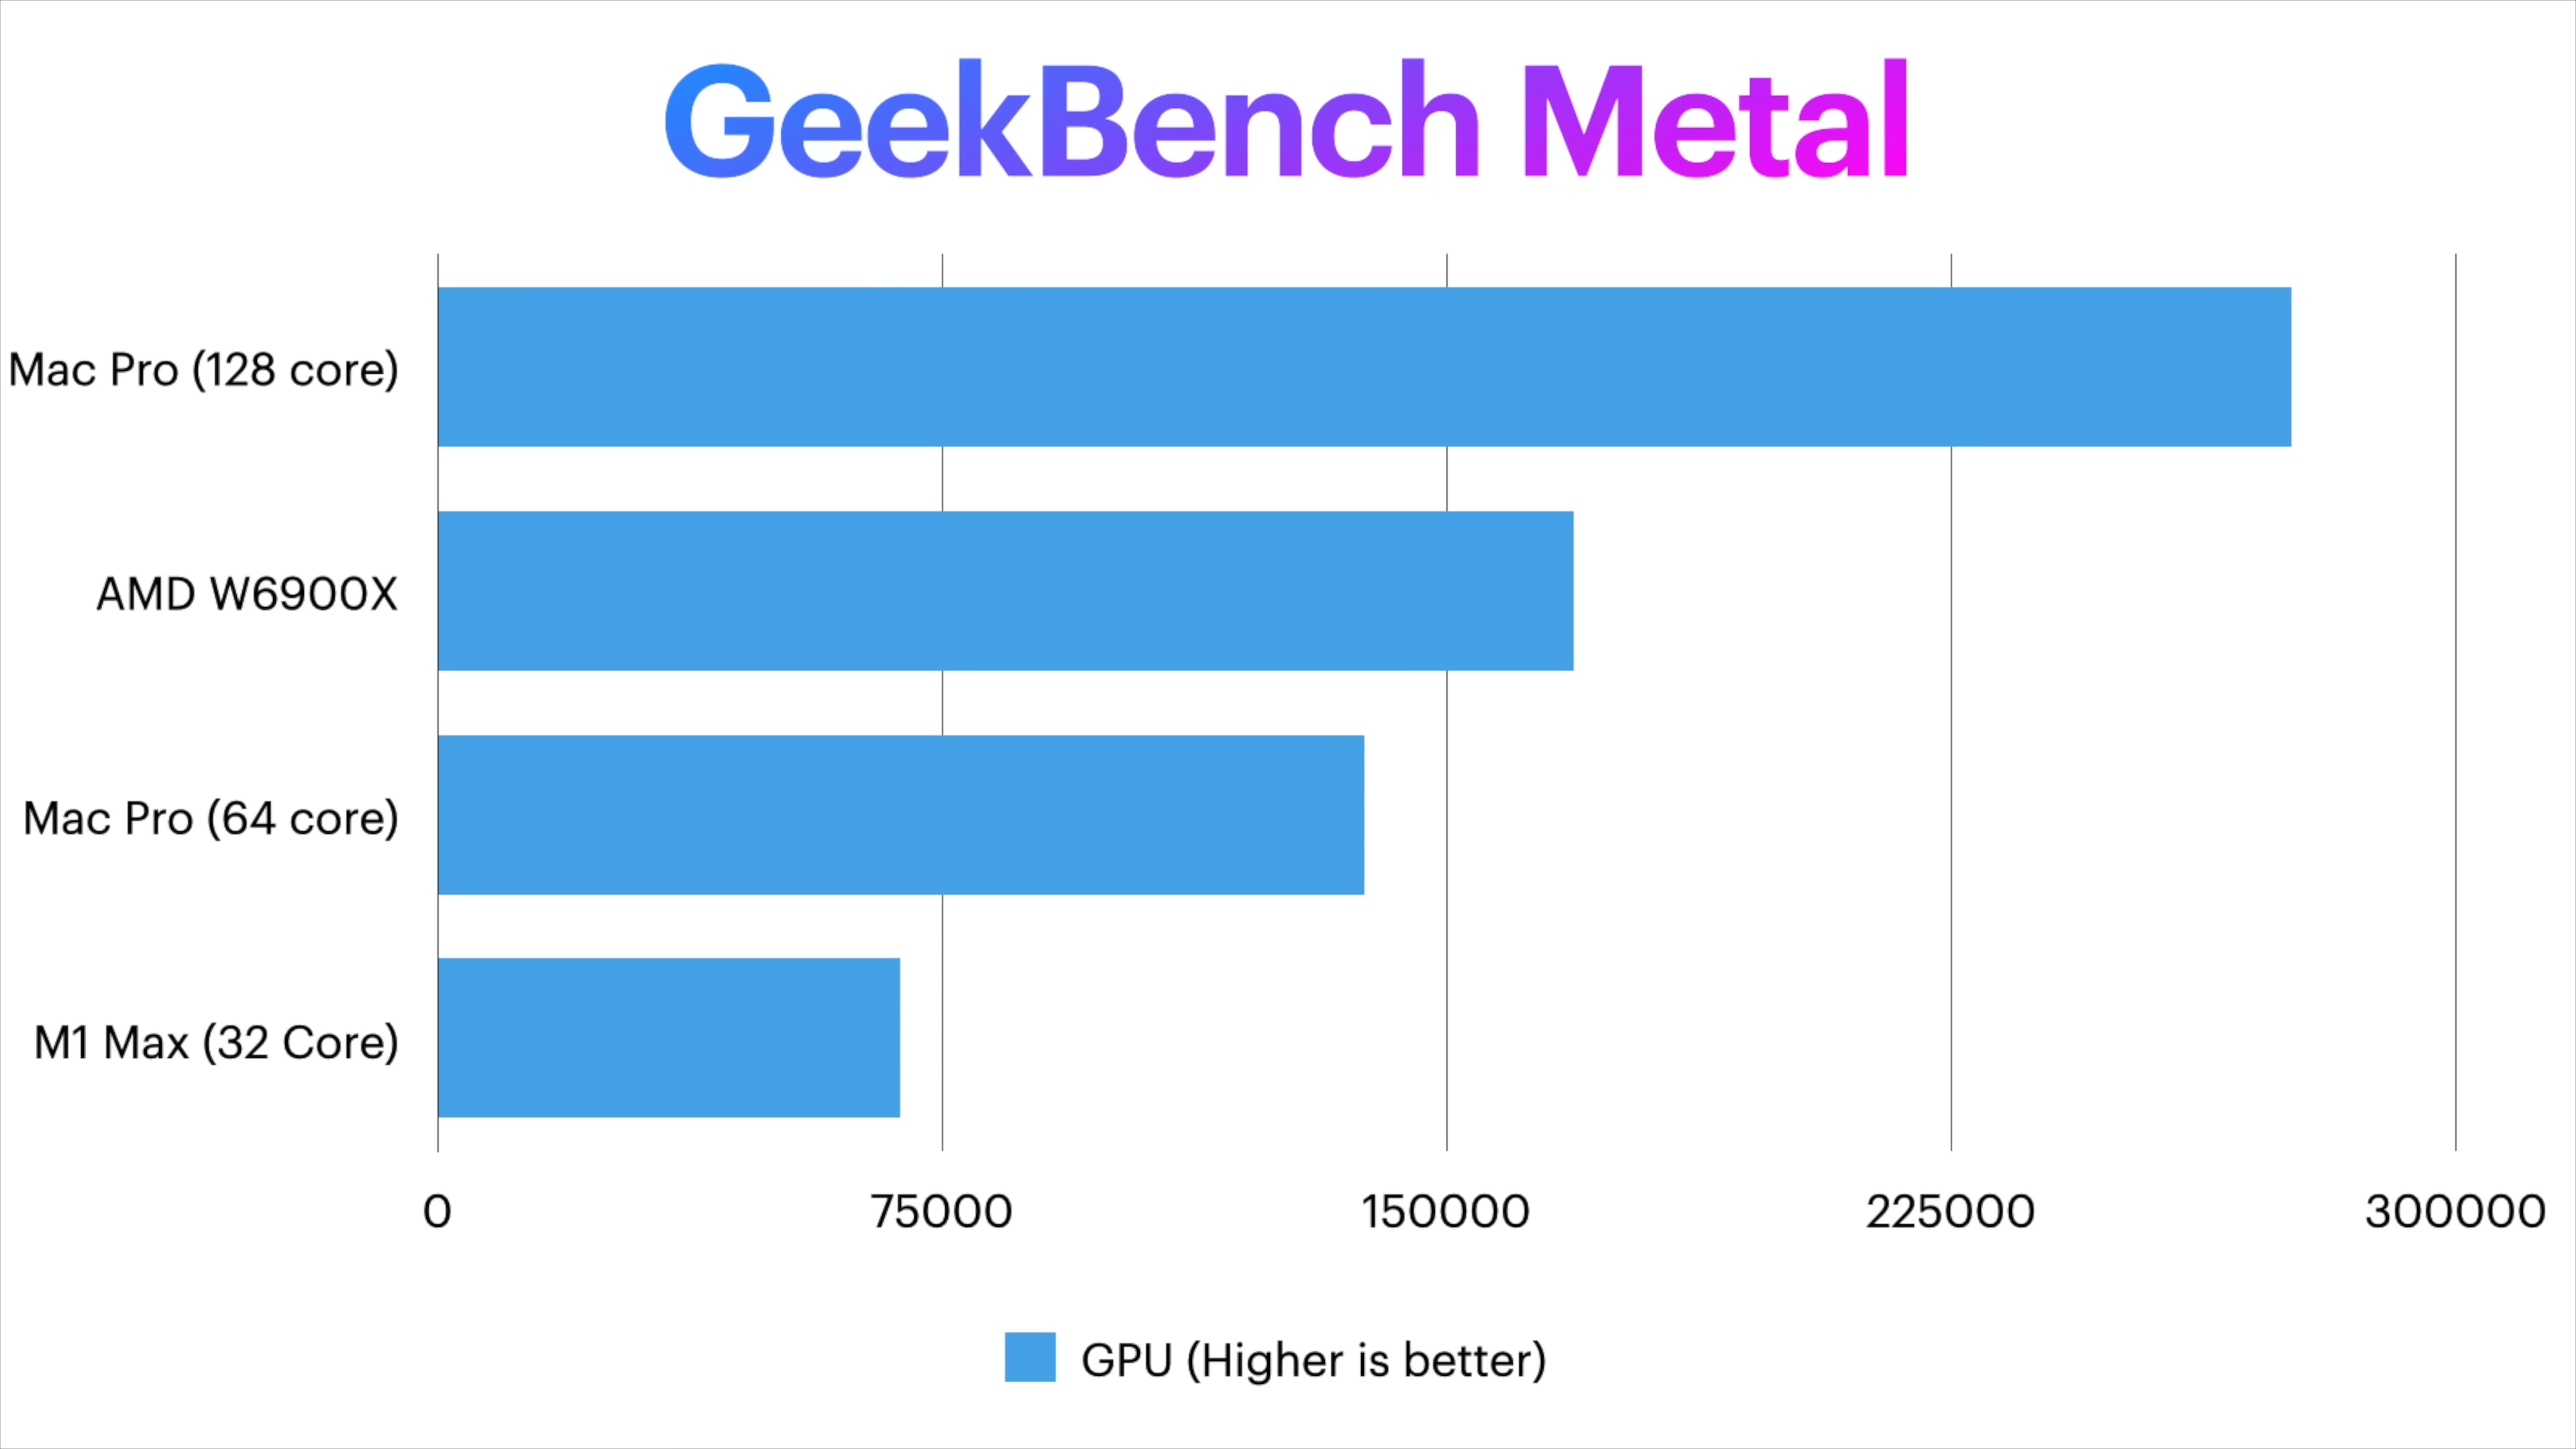 GeekBench Metal
Mac Pro (128 core)
AMD W6900X
Mac Pro (64 core)
M1 Max (32 Core)
0 75000 150000 225000 300000
GPU (Higher is better)